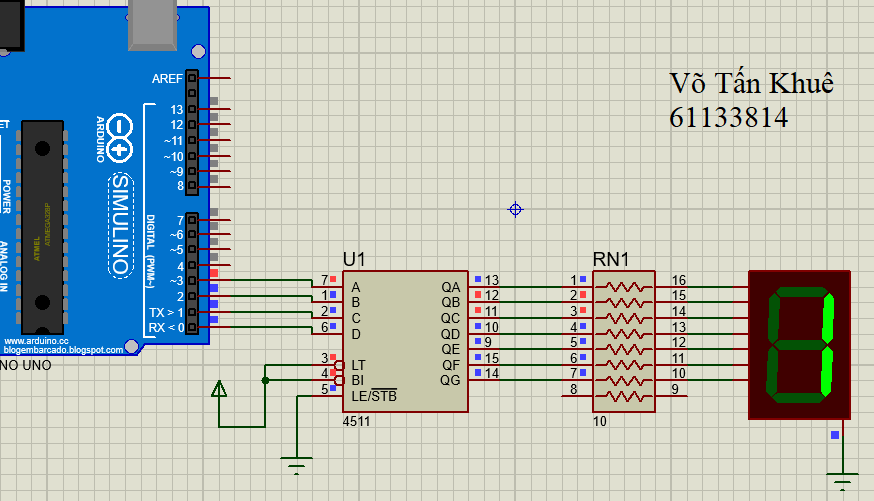 Võ Tấn Khuê
61133814
AREF
13
12
~11
~10
~9
8
7
~6
~5
4
~3
2
TX > 1
RX < 0
DIGITAL (PWM~)
ARDUINO
SIMULINO
ATMEL
ATMEGA328P
ET
POWER
ANALOG IN
www.arduino.cc
blogembarcado.blogspot.com
NO UNO
U1
7 A QA 13
1 B QB 12
2 C QC 11
6 D QD 10
QE 9
3 LT QF 15
4 BI QG 14
5 LE/STB
4511
RN1
1 16
2 15
3 14
4 13
5 12
6 11
7 10
8 9
10